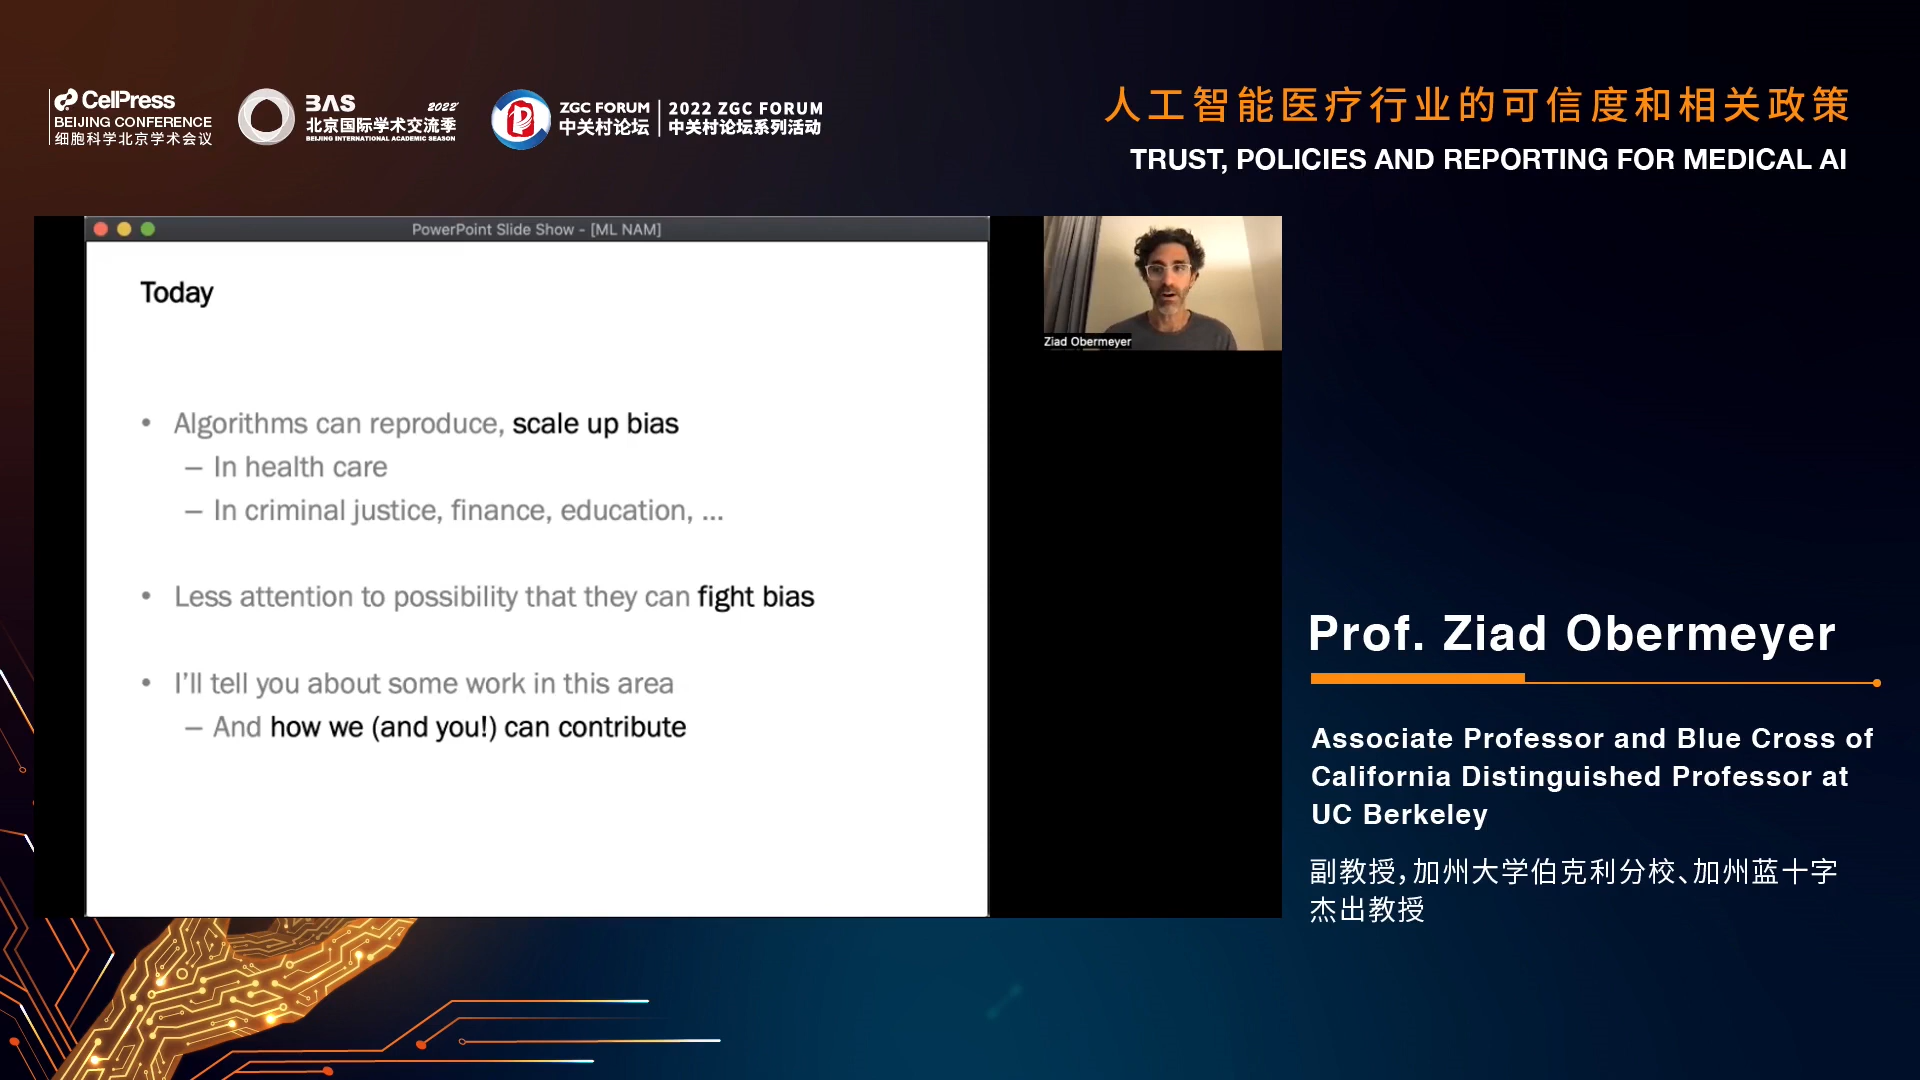 CellPress
BEIJING CONFERENCE
细胞科学北京学术会议
BAS 2022
北京国际学术交流季
BEIJING INTERNATIONAL ACADEMIC SEASON
ZGC FORUM
中关村论坛
2022 ZGC FORUM
中关村论坛系列活动
人工智能医疗行业的可信度和相关政策
TRUST, POLICIES AND REPORTING FOR MEDICAL AI
PowerPoint Slide Show - [ML NAM]
Today
• Algorithms can reproduce, scale up bias
– In health care
– In criminal justice, finance, education, ...
• Less attention to possibility that they can fight bias
• I'll tell you about some work in this area
– And how we (and you!) can contribute
Ziad Obermeyer
Prof. Ziad Obermeyer
Associate Professor and Blue Cross of
California Distinguished Professor at
UC Berkeley
副教授，加州大学伯克利分校、加州蓝十字
杰出教授